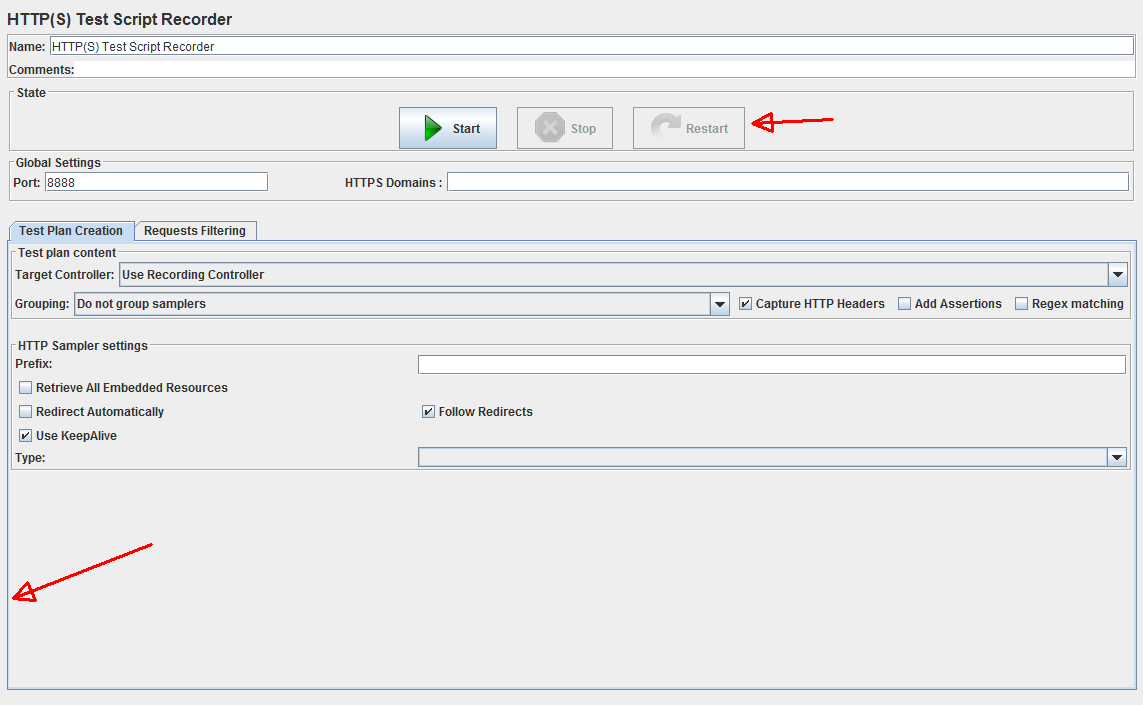 HTTP(S) Test Script Recorder
Name: HTTP(S) Test Script Recorder
Comments:
State
Start Stop Restart
Global Settings
Port: 8888 HTTPS Domains :
Test Plan Creation Requests Filtering
Test plan content
Target Controller: Use Recording Controller
Grouping: Do not group samplers Capture HTTP Headers Add Assertions Regex matching
HTTP Sampler settings
Prefix:
Retrieve All Embedded Resources
Redirect Automatically Follow Redirects
Use KeepAlive
Type: